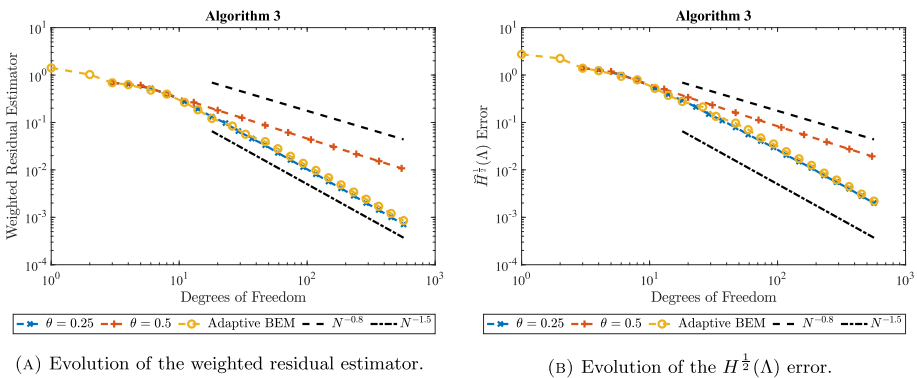 Algorithm 3
Weighted Residual Estimator
10^1
10^0
10^-1
10^-2
10^-3
10^-4
10^0 10^1 10^2 10^3
Degrees of Freedom
θ = 0.25 θ = 0.5 Adaptive BEM N^-0.8 N^-1.5
(A) Evolution of the weighted residual estimator.
Algorithm 3
H̃^1/2(Λ) Error
10^1
10^0
10^-1
10^-2
10^-3
10^-4
10^0 10^1 10^2 10^3
Degrees of Freedom
θ = 0.25 θ = 0.5 Adaptive BEM N^-0.8 N^-1.5
(B) Evolution of the H^1/2(Λ) error.